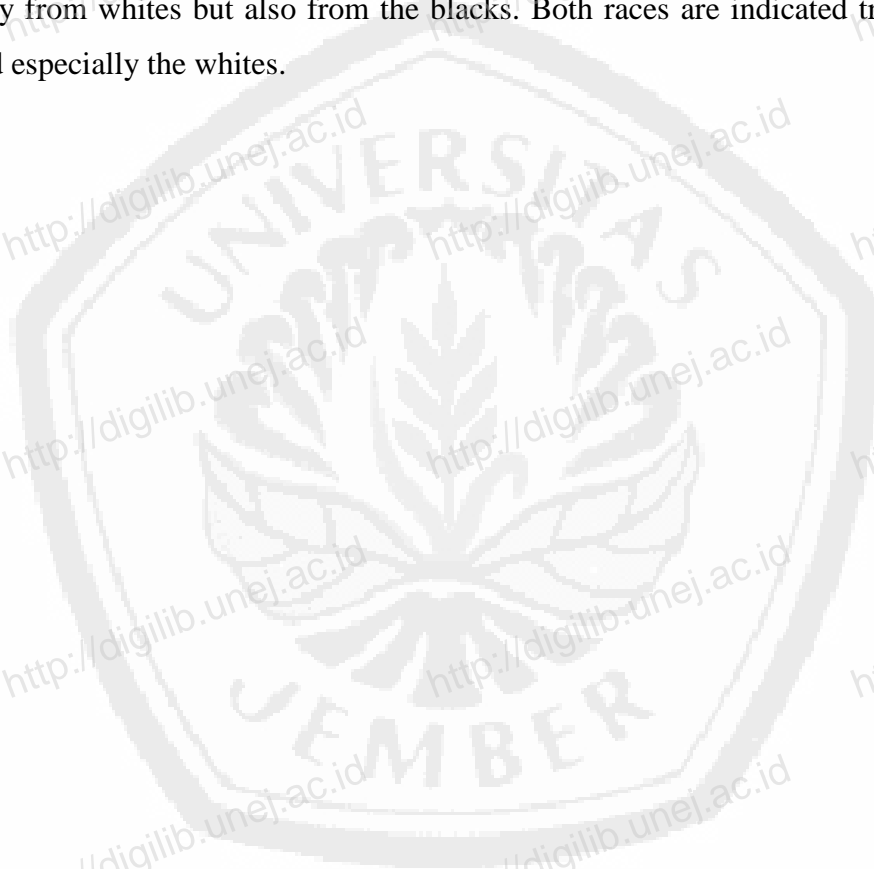 y from whites but also from the blacks. Both races are indicated tr
especially the whites.
http://digilib.unej.ac.id
http://digilib.unej.ac.id
UNIVERSITAS
http://digilib.unej.ac.id
http://digilib.unej.ac.id
http://digilib.unej.ac.id
http://digilib.unej.ac.id
JEMBER
http://digilib.unej.ac.id
http://digilib.unej.ac.id